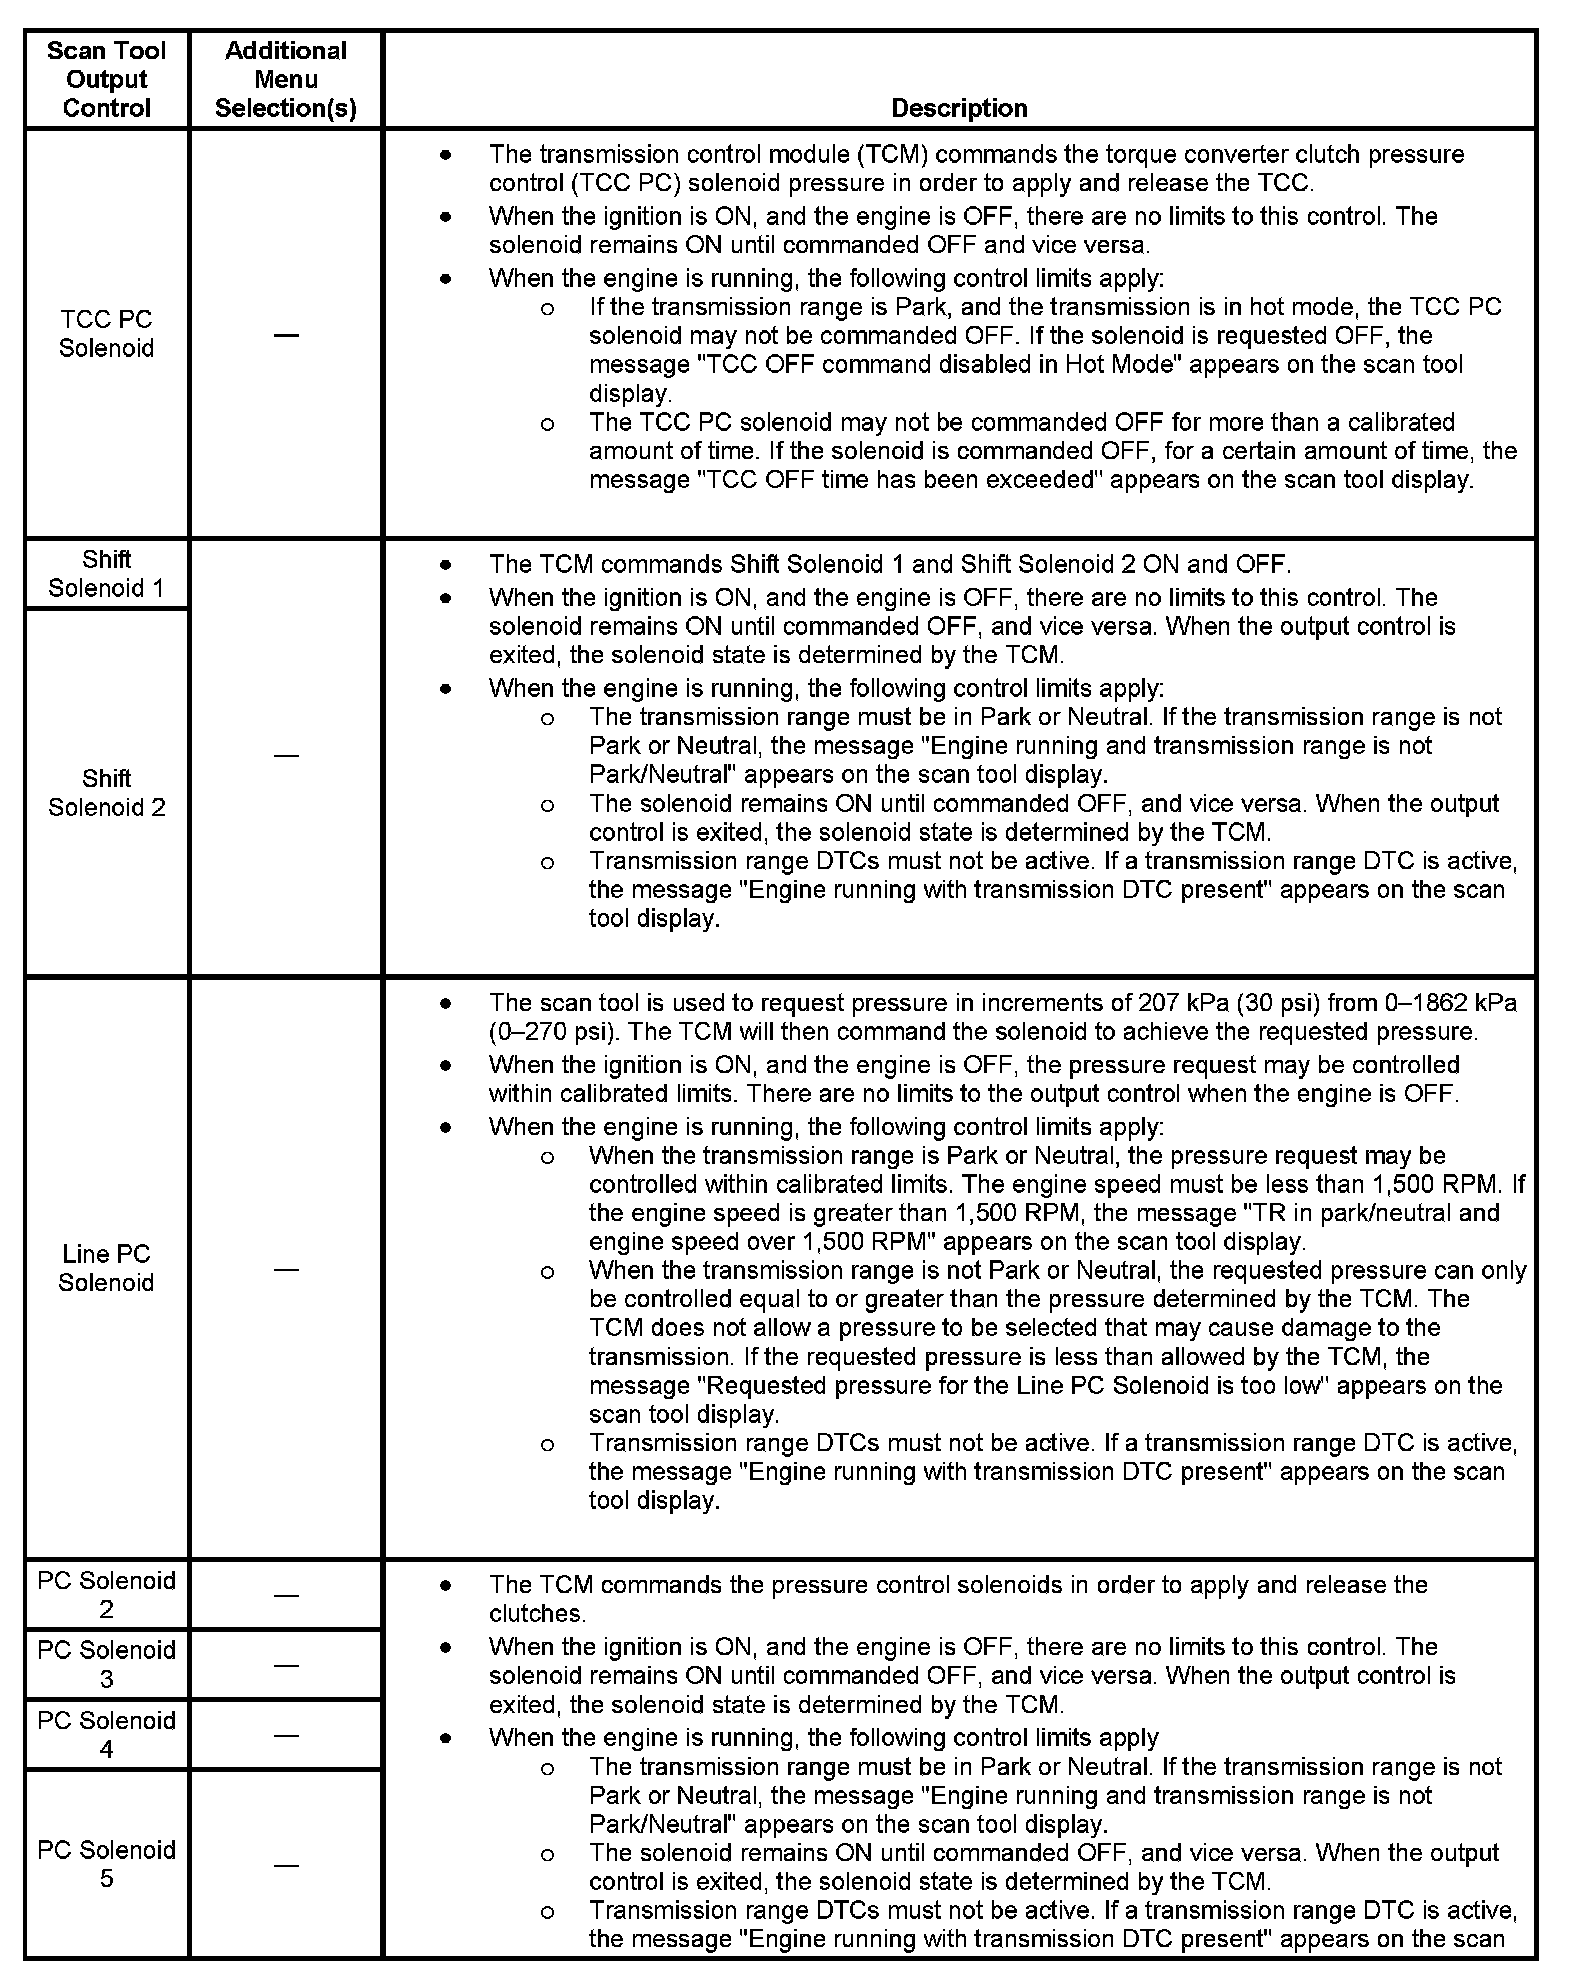 Scan Tool
Output
Control
Additional
Menu
Selection(s)
Description
TCC PC
Solenoid
—
● The transmission control module (TCM) commands the torque converter clutch pressure
control (TCC PC) solenoid pressure in order to apply and release the TCC.
● When the ignition is ON, and the engine is OFF, there are no limits to this control. The
solenoid remains ON until commanded OFF and vice versa.
● When the engine is running, the following control limits apply:
o If the transmission range is Park, and the transmission is in hot mode, the TCC PC
solenoid may not be commanded OFF. If the solenoid is requested OFF, the
message "TCC OFF command disabled in Hot Mode" appears on the scan tool
display.
o The TCC PC solenoid may not be commanded OFF for more than a calibrated
amount of time. If the solenoid is commanded OFF, for a certain amount of time, the
message "TCC OFF time has been exceeded" appears on the scan tool display.
Shift
Solenoid 1
Shift
Solenoid 2
—
● The TCM commands Shift Solenoid 1 and Shift Solenoid 2 ON and OFF.
● When the ignition is ON, and the engine is OFF, there are no limits to this control. The
solenoid remains ON until commanded OFF, and vice versa. When the output control is
exited, the solenoid state is determined by the TCM.
● When the engine is running, the following control limits apply:
o The transmission range must be in Park or Neutral. If the transmission range is not
Park or Neutral, the message "Engine running and transmission range is not
Park/Neutral" appears on the scan tool display.
o The solenoid remains ON until commanded OFF, and vice versa. When the output
control is exited, the solenoid state is determined by the TCM.
o Transmission range DTCs must not be active. If a transmission range DTC is active,
the message "Engine running with transmission DTC present" appears on the scan
tool display.
Line PC
Solenoid
—
● The scan tool is used to request pressure in increments of 207 kPa (30 psi) from 0–1862 kPa
(0–270 psi). The TCM will then command the solenoid to achieve the requested pressure.
● When the ignition is ON, and the engine is OFF, the pressure request may be controlled
within calibrated limits. There are no limits to the output control when the engine is OFF.
● When the engine is running, the following control limits apply:
o When the transmission range is Park or Neutral, the pressure request may be
controlled within calibrated limits. The engine speed must be less than 1,500 RPM. If
the engine speed is greater than 1,500 RPM, the message "TR in park/neutral and
engine speed over 1,500 RPM" appears on the scan tool display.
o When the transmission range is not Park or Neutral, the requested pressure can only
be controlled equal to or greater than the pressure determined by the TCM. The
TCM does not allow a pressure to be selected that may cause damage to the
transmission. If the requested pressure is less than allowed by the TCM, the
message "Requested pressure for the Line PC Solenoid is too low" appears on the
scan tool display.
o Transmission range DTCs must not be active. If a transmission range DTC is active,
the message "Engine running with transmission DTC present" appears on the scan
tool display.
PC Solenoid
2
—
PC Solenoid
3
—
PC Solenoid
4
—
PC Solenoid
5
—
● The TCM commands the pressure control solenoids in order to apply and release the
clutches.
● When the ignition is ON, and the engine is OFF, there are no limits to this control. The
solenoid remains ON until commanded OFF, and vice versa. When the output control is
exited, the solenoid state is determined by the TCM.
● When the engine is running, the following control limits apply
o The transmission range must be in Park or Neutral. If the transmission range is not
Park or Neutral, the message "Engine running and transmission range is not
Park/Neutral" appears on the scan tool display.
o The solenoid remains ON until commanded OFF, and vice versa. When the output
control is exited, the solenoid state is determined by the TCM.
o Transmission range DTCs must not be active. If a transmission range DTC is active,
the message "Engine running with transmission DTC present" appears on the scan